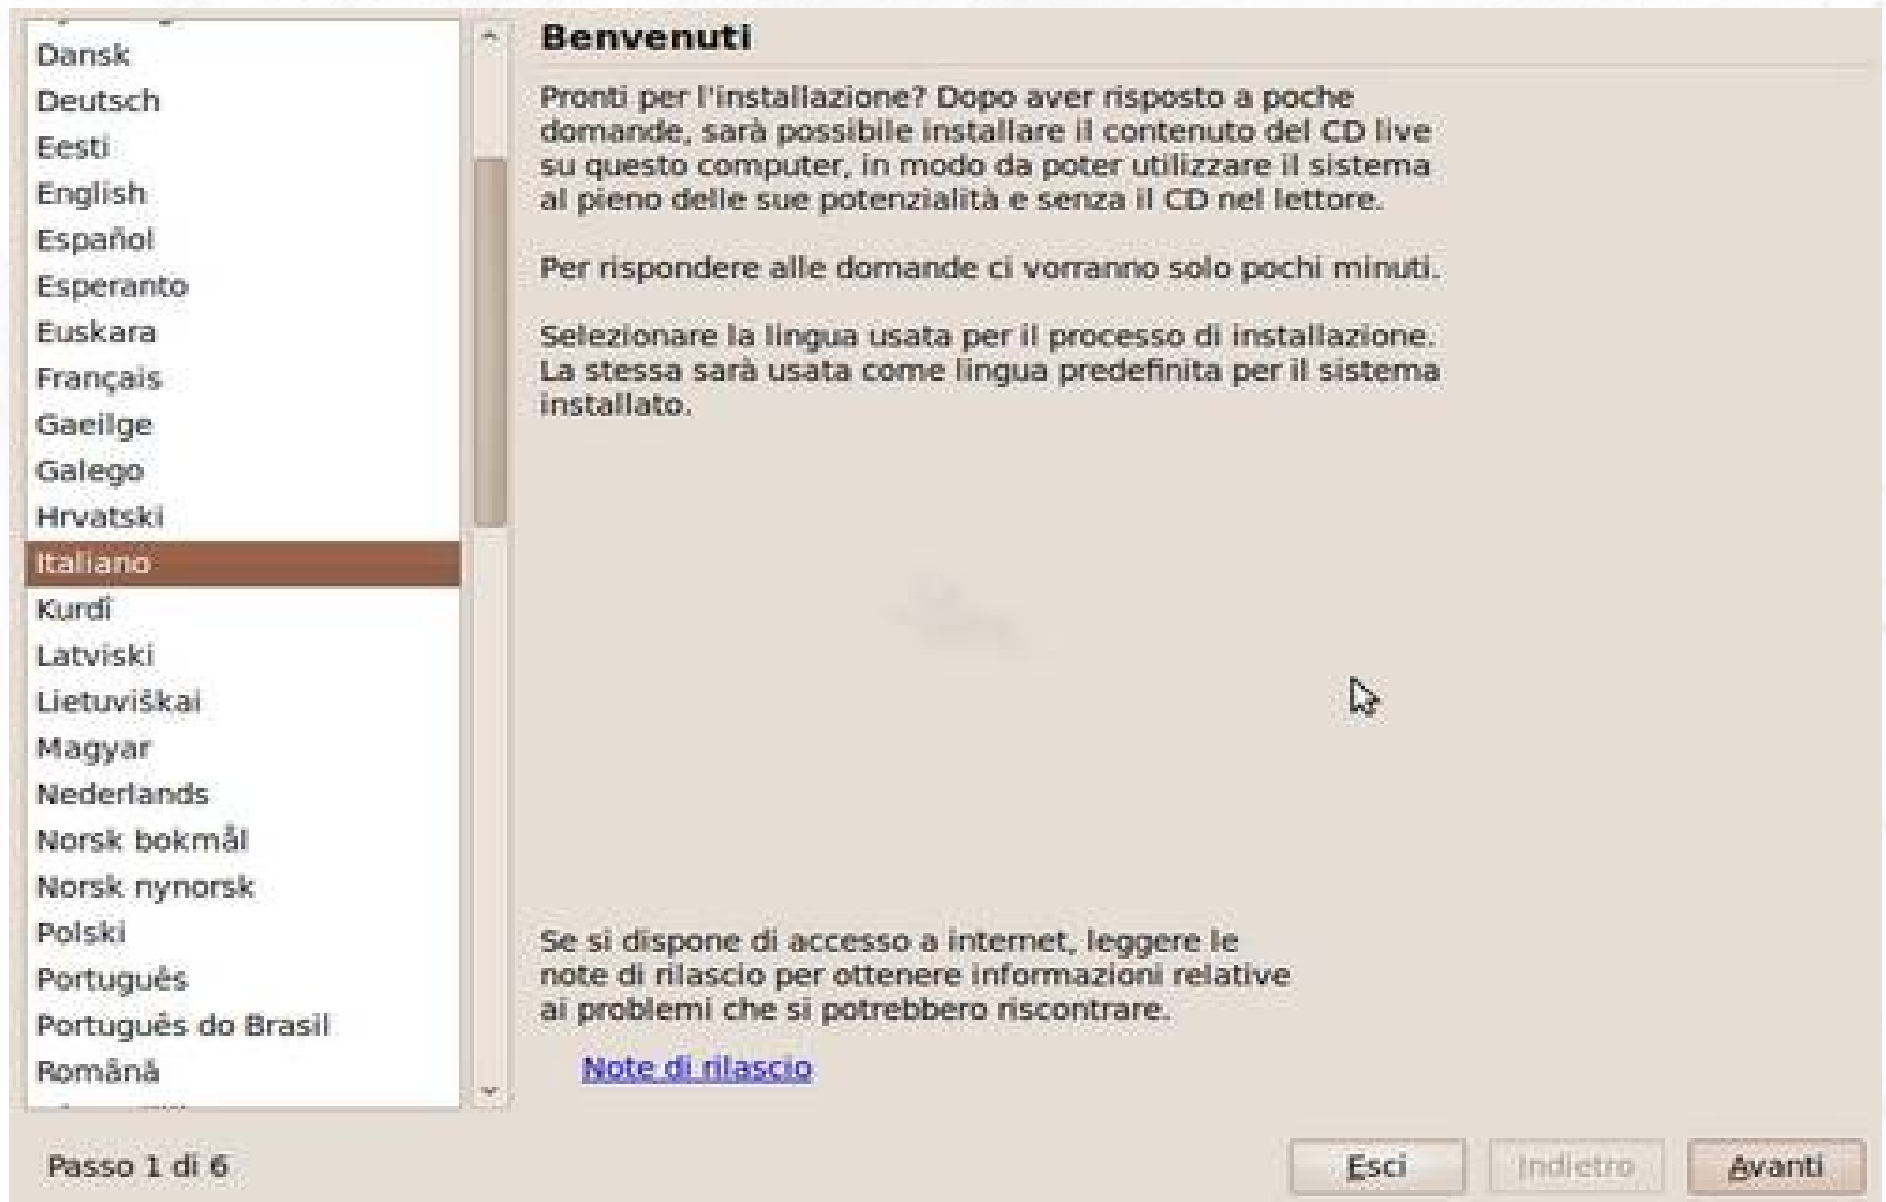 Dansk
Deutsch
Eesti
English
Español
Esperanto
Euskara
Français
Gaeilge
Galego
Hrvatski
Italiano
Kurdî
Latviski
Lietuviškai
Magyar
Nederlands
Norsk bokmål
Norsk nynorsk
Polski
Português
Português do Brasil
Română
Benvenuti
Pronti per l'installazione? Dopo aver risposto a poche
domande, sarà possibile installare il contenuto del CD live
su questo computer, in modo da poter utilizzare il sistema
al pieno delle sue potenzialità e senza il CD nel lettore.
Per rispondere alle domande ci vorranno solo pochi minuti.
Selezionare la lingua usata per il processo di installazione.
La stessa sarà usata come lingua predefinita per il sistema
installato.
Se si dispone di accesso a internet, leggere le
note di rilascio per ottenere informazioni relative
ai problemi che si potrebbero riscontrare.
Note di rilascio
Passo 1 di 6
Esci
Indietro
Avanti